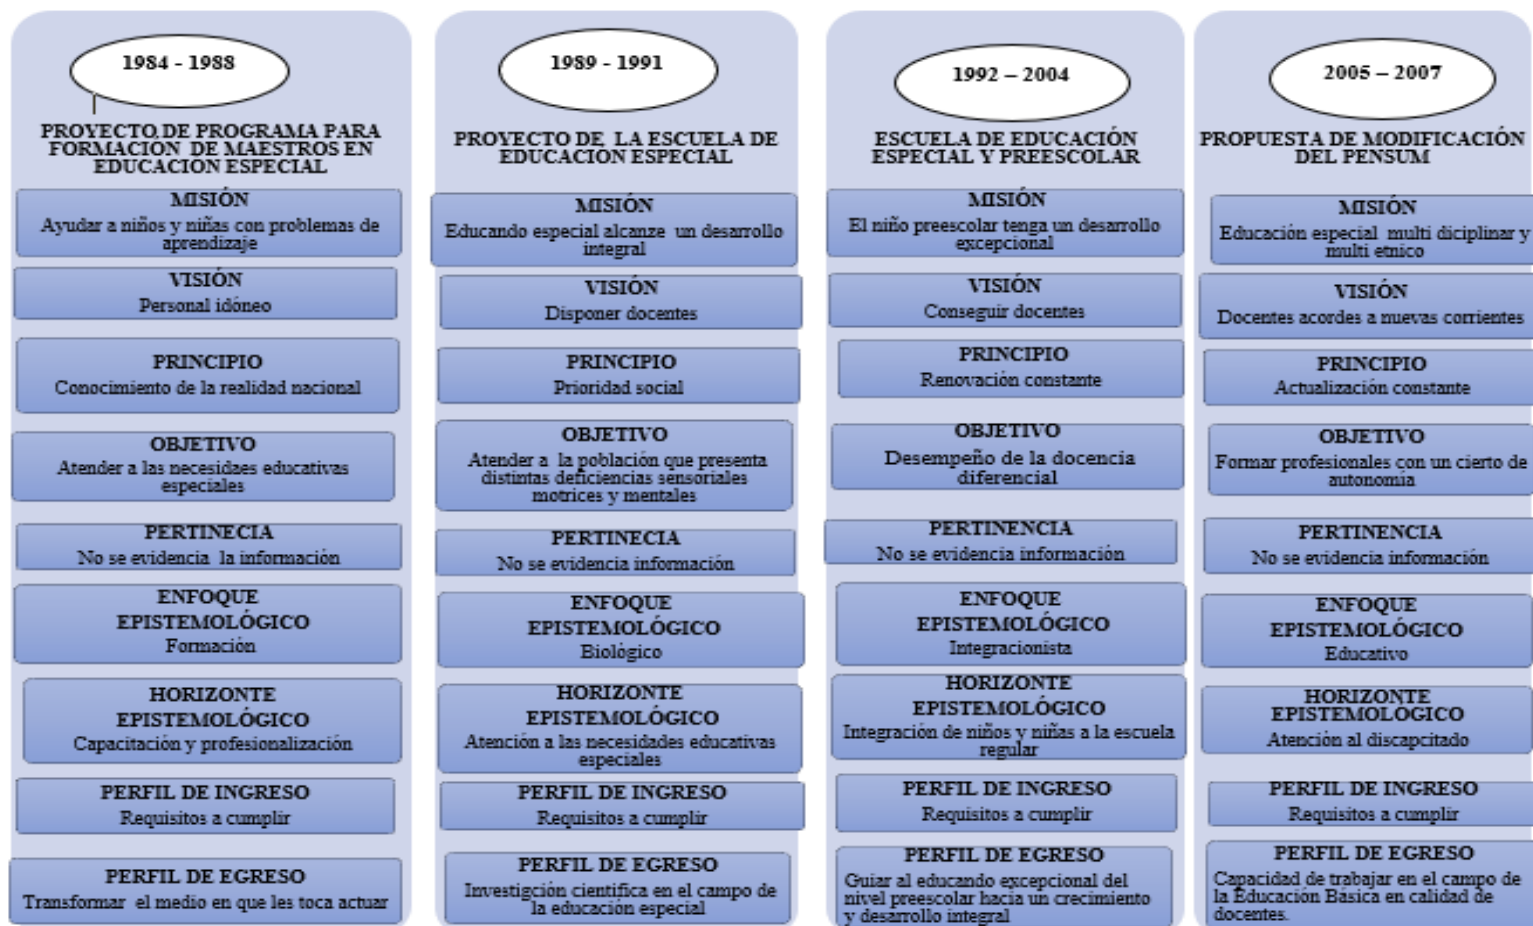 1984 - 1988
PROYECTO DE PROGRAMA PARA
FORMACIÓN DE MAESTROS EN
EDUCACIÓN ESPECIAL
MISIÓN
Ayudar a niños y niñas con problemas de
aprendizaje
VISIÓN
Personal idóneo
PRINCIPIO
Conocimiento de la realidad nacional
OBJETIVO
Atender a las necesidaes educativas
especiales
PERTINECIA
No se evidencia la información
ENFOQUE
EPISTEMOLÓGICO
Formación
HORIZONTE
EPISTEMOLÓGICO
Capacitación y profesionalización
PERFIL DE INGRESO
Requisitos a cumplir
PERFIL DE EGRESO
Transformar el medio en que les toca actuar
1989 - 1991
PROYECTO DE LA ESCUELA DE
EDUCACIÓN ESPECIAL
MISIÓN
Educando especial alcanze un desarrollo
integral
VISIÓN
Disponer docentes
PRINCIPIO
Prioridad social
OBJETIVO
Atender a la población que presenta
distintas deficiencias sensoriales
motrices y mentales
PERTINECIA
No se evidencia información
ENFOQUE
EPISTEMOLÓGICO
Biológico
HORIZONTE
EPISTEMOLÓGICO
Atención a las necesidades educativas
especiales
PERFIL DE INGRESO
Requisitos a cumplir
PERFIL DE EGRESO
Investigción cientifica en el campo de
la educación especial
1992 – 2004
ESCUELA DE EDUCACIÓN
ESPECIAL Y PREESCOLAR
MISIÓN
El niño preescolar tenga un desarrollo
excepcional
VISIÓN
Conseguir docentes
PRINCIPIO
Renovación constante
OBJETIVO
Desempeño de la docencia
diferencial
PERTINENCIA
No se evidencia información
ENFOQUE
EPISTEMOLÓGICO
Integracionista
HORIZONTE
EPISTEMOLÓGICO
Integración de niños y niñas a la escuela
regular
PERFIL DE INGRESO
Requisitos a cumplir
PERFIL DE EGRESO
Guiar al educando excepcional del
nivel preescolar hacia un crecimiento
y desarrollo integral
2005 – 2007
PROPUESTA DE MODIFICACIÓN
DEL PENSUM
MISIÓN
Educación especial multi diciplinar y
multi etnico
VISIÓN
Docentes acordes a nuevas corrientes
PRINCIPIO
Actualización constante
OBJETIVO
Formar profesionales con un cierto de
autonomía
PERTINENCIA
No se evidencia información
ENFOQUE
EPISTEMOLÓGICO
Educativo
HORIZONTE
EPISTEMOLÓGICO
Atención al discapcitado
PERFIL DE INGRESO
Requisitos a cumplir
PERFIL DE EGRESO
Capacidad de trabajar en el campo de
la Educación Básica en calidad de
docentes.